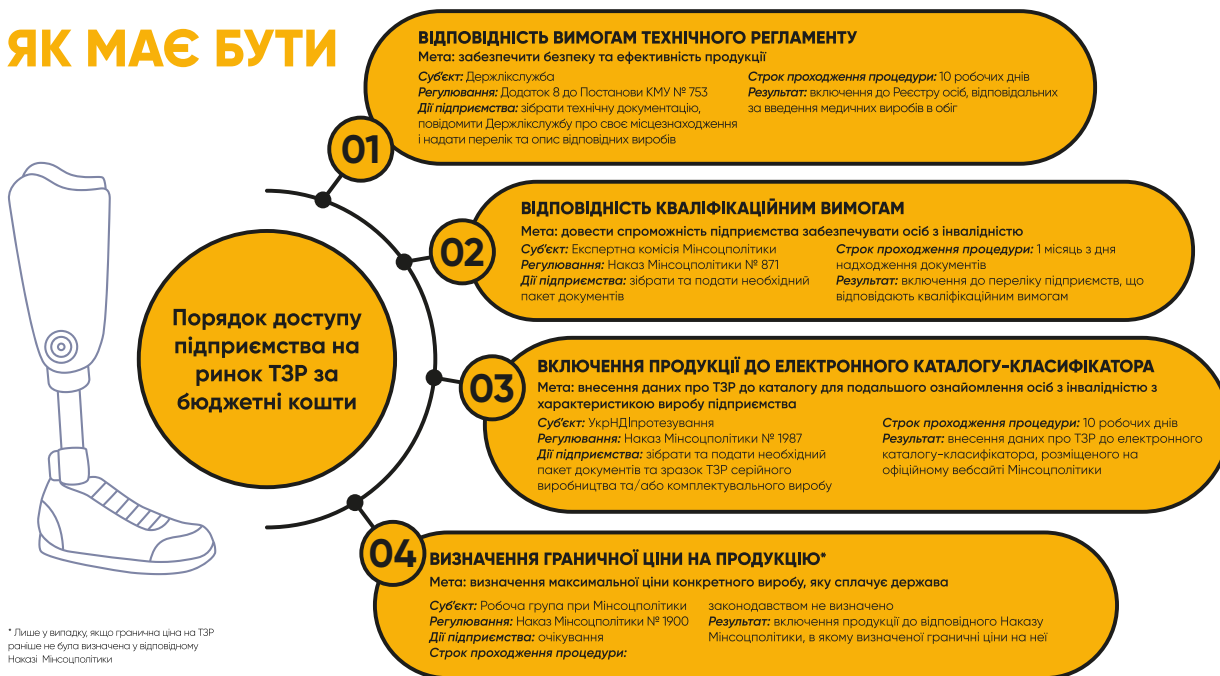 ЯК МАЄ БУТИ
Порядок доступу
підприємства на
ринок ТЗР за
бюджетні кошти
01
ВІДПОВІДНІСТЬ ВИМОГАМ ТЕХНІЧНОГО РЕГЛАМЕНТУ
Мета: забезпечити безпеку та ефективність продукції
Суб'єкт: Держлікслужба
Регулювання: Додаток 8 до Постанови КМУ № 753
Дії підприємства: зібрати технічну документацію,
повідомити Держлікслужбу про своє місцезнаходження
і надати перелік та опис відповідних виробів
Строк проходження процедури: 10 робочих днів
Результат: включення до Реєстру осіб, відповідальних
за введення медичних виробів в обіг
02
ВІДПОВІДНІСТЬ КВАЛІФІКАЦІЙНИМ ВИМОГАМ
Мета: довести спроможність підприємства забезпечувати осіб з інвалідністю
Суб'єкт: Експертна комісія Мінсоцполітики
Регулювання: Наказ Мінсоцполітики № 871
Дії підприємства: зібрати та подати необхідний
пакет документів
Строк проходження процедури: 1 місяць з дня
надходження документів
Результат: включення до переліку підприємств, що
відповідають кваліфікаційним вимогам
03
ВКЛЮЧЕННЯ ПРОДУКЦІЇ ДО ЕЛЕКТРОННОГО КАТАЛОГУ-КЛАСИФІКАТОРА
Мета: внесення даних про ТЗР до каталогу для подальшого ознайомлення осіб з інвалідністю з
характеристикою виробу підприємства
Суб'єкт: УкрНДІпротезування
Регулювання: Наказ Мінсоцполітики № 1987
Дії підприємства: зібрати та подати необхідний
пакет документів та зразок ТЗР серійного
виробництва та/або комплектувального виробу
Строк проходження процедури: 10 робочих днів
Результат: внесення даних про ТЗР до електронного
каталогу-класифікатора, розміщеного на
офіційному вебсайті Мінсоцполітики
04
ВИЗНАЧЕННЯ ГРАНИЧНОЇ ЦІНИ НА ПРОДУКЦІЮ*
Мета: визначення максимальної ціни конкретного виробу, яку сплачує держава
Суб'єкт: Робоча група при Мінсоцполітики
Регулювання: Наказ Мінсоцполітики № 1900
Дії підприємства: очікування
Строк проходження процедури:
законодавством не визначено
Результат: включення продукції до відповідного Наказу
Мінсоцполітики, в якому визначеної граничні ціни на неї
* Лише у випадку, якщо гранична ціна на ТЗР
раніше не була визначена у відповідному
Наказі Мінсоцполітики